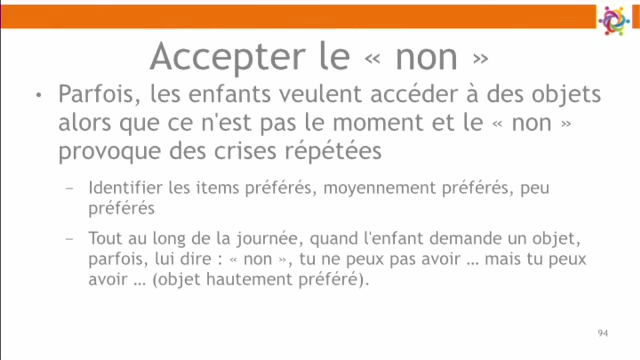 Accepter le « non »
• Parfois, les enfants veulent accéder à des objets
alors que ce n'est pas le moment et le « non »
provoque des crises répétées
– Identifier les items préférés, moyennement préférés, peu
préférés
– Tout au long de la journée, quand l'enfant demande un objet,
parfois, lui dire : « non », tu ne peux pas avoir … mais tu peux
avoir … (objet hautement préféré).
94